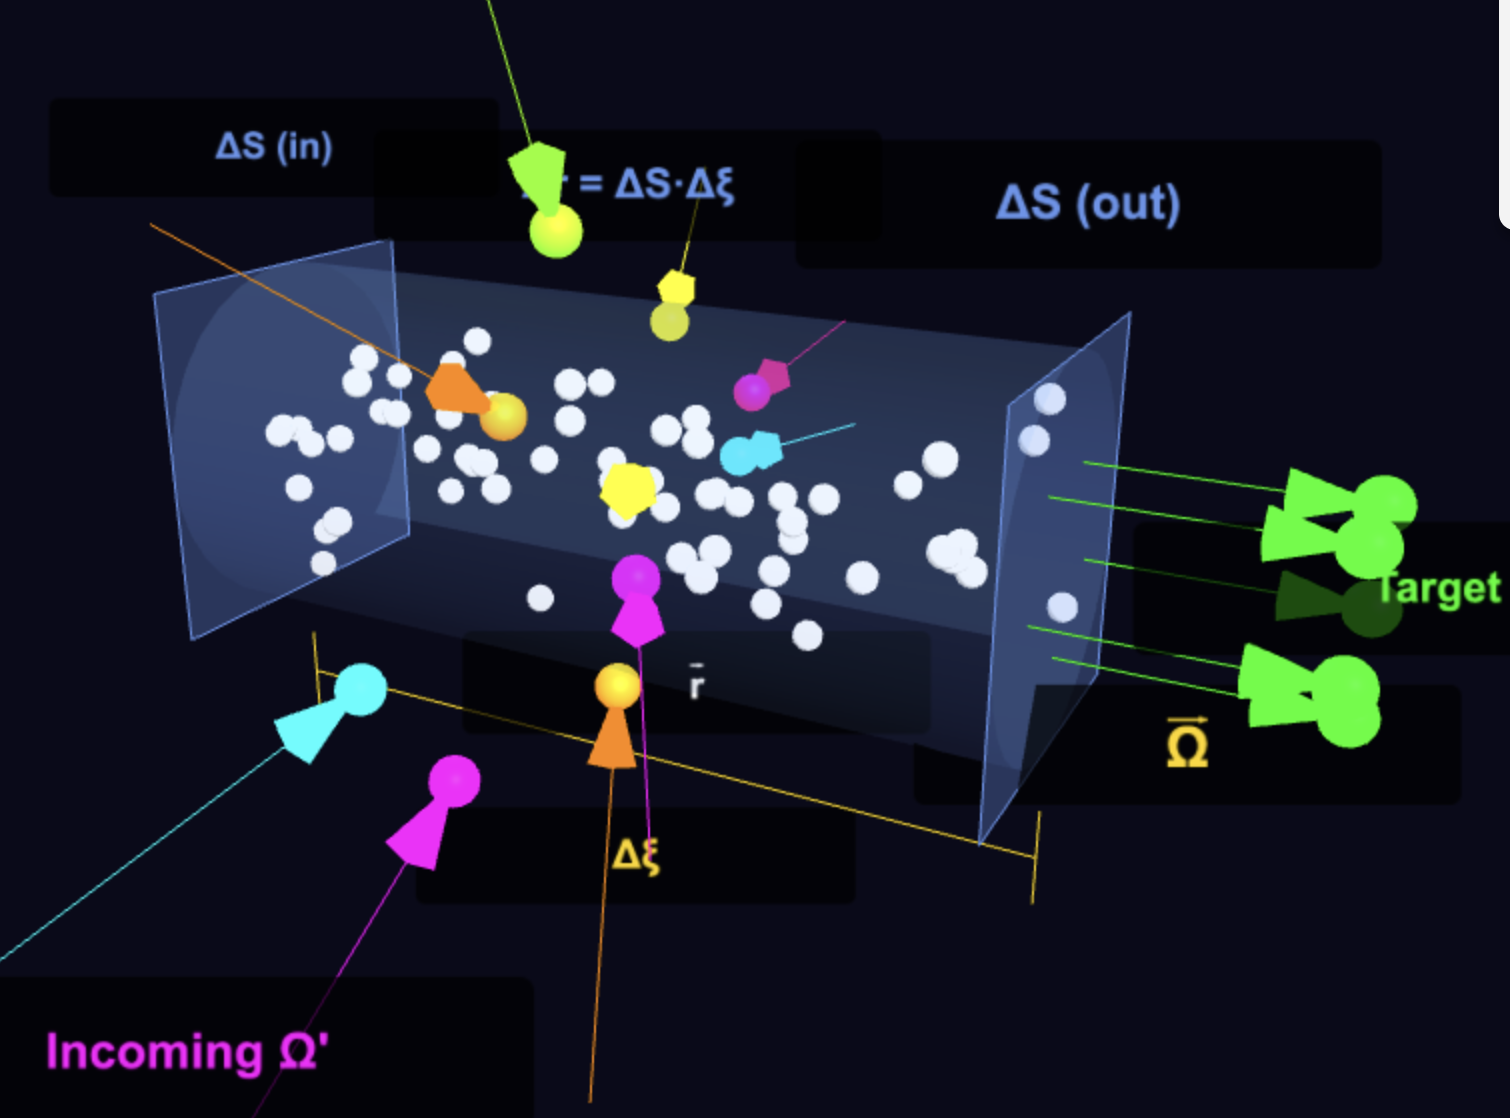 ΔS (in)
= ΔS·Δξ
ΔS (out)
Target
r̄
Ω⃗
Δξ
Incoming Ω'